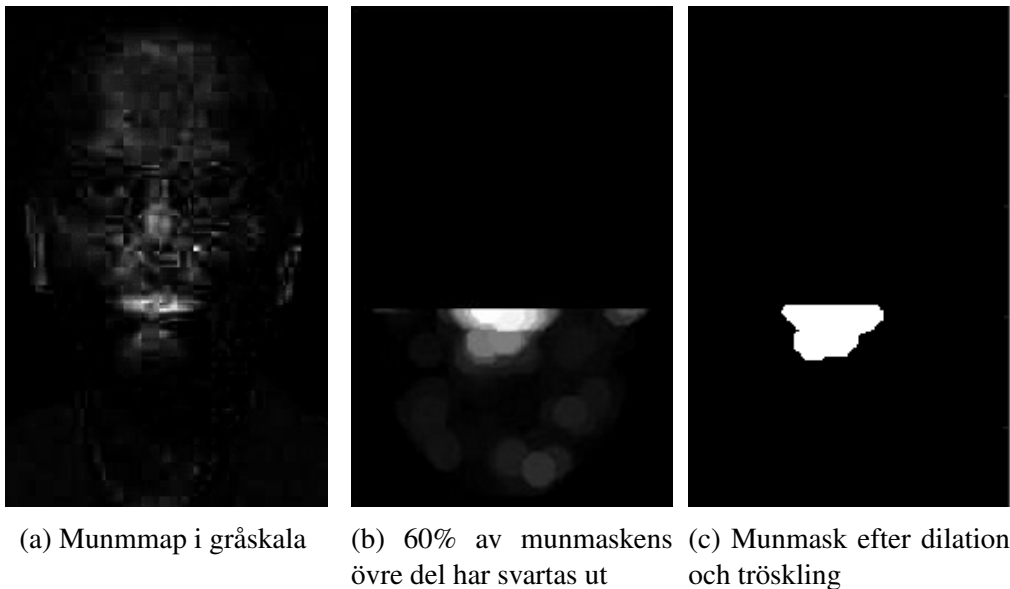 (a) Munmmap i gråskala
(b) 60% av munmaskens
övre del har svartas ut
(c) Munmask efter dilation
och tröskling